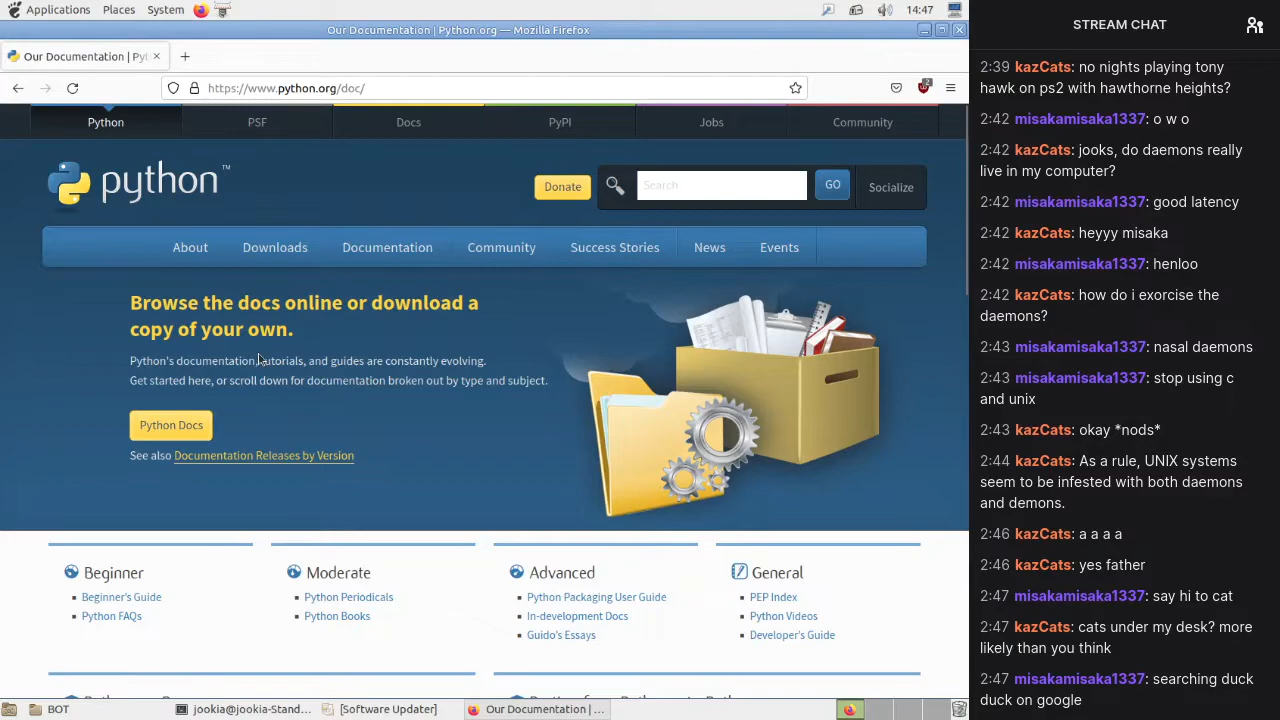 Applications Places System 14:47
Our Documentation | Python.org — Mozilla Firefox
Our Documentation | Pyt
https://www.python.org/doc/
2
Python PSF Docs PyPI Jobs Community
python™
Donate Search GO Socialize
About Downloads Documentation Community Success Stories News Events
Browse the docs online or download a
copy of your own.
Python's documentation, tutorials, and guides are constantly evolving.
Get started here, or scroll down for documentation broken out by type and subject.
Python Docs
See also Documentation Releases by Version
Beginner
Beginner's Guide
Python FAQs
Moderate
Python Periodicals
Python Books
Advanced
Python Packaging User Guide
In-development Docs
Guido's Essays
General
PEP Index
Python Videos
Developer's Guide
BOT jookia@jookia-Stand... [Software Updater] Our Documentation | ...
STREAM CHAT
2:39 kazCats: no nights playing tony
hawk on ps2 with hawthorne heights?
2:42 misakamisaka1337: o w o
2:42 kazCats: jooks, do daemons really
live in my computer?
2:42 misakamisaka1337: good latency
2:42 kazCats: heyyy misaka
2:42 misakamisaka1337: henloo
2:42 kazCats: how do i exorcise the
daemons?
2:43 misakamisaka1337: nasal daemons
2:43 misakamisaka1337: stop using c
and unix
2:43 kazCats: okay *nods*
2:44 kazCats: As a rule, UNIX systems
seem to be infested with both daemons
and demons.
2:46 kazCats: a a a a
2:46 kazCats: yes father
2:47 misakamisaka1337: say hi to cat
2:47 kazCats: cats under my desk? more
likely than you think
2:47 misakamisaka1337: searching duck
duck on google